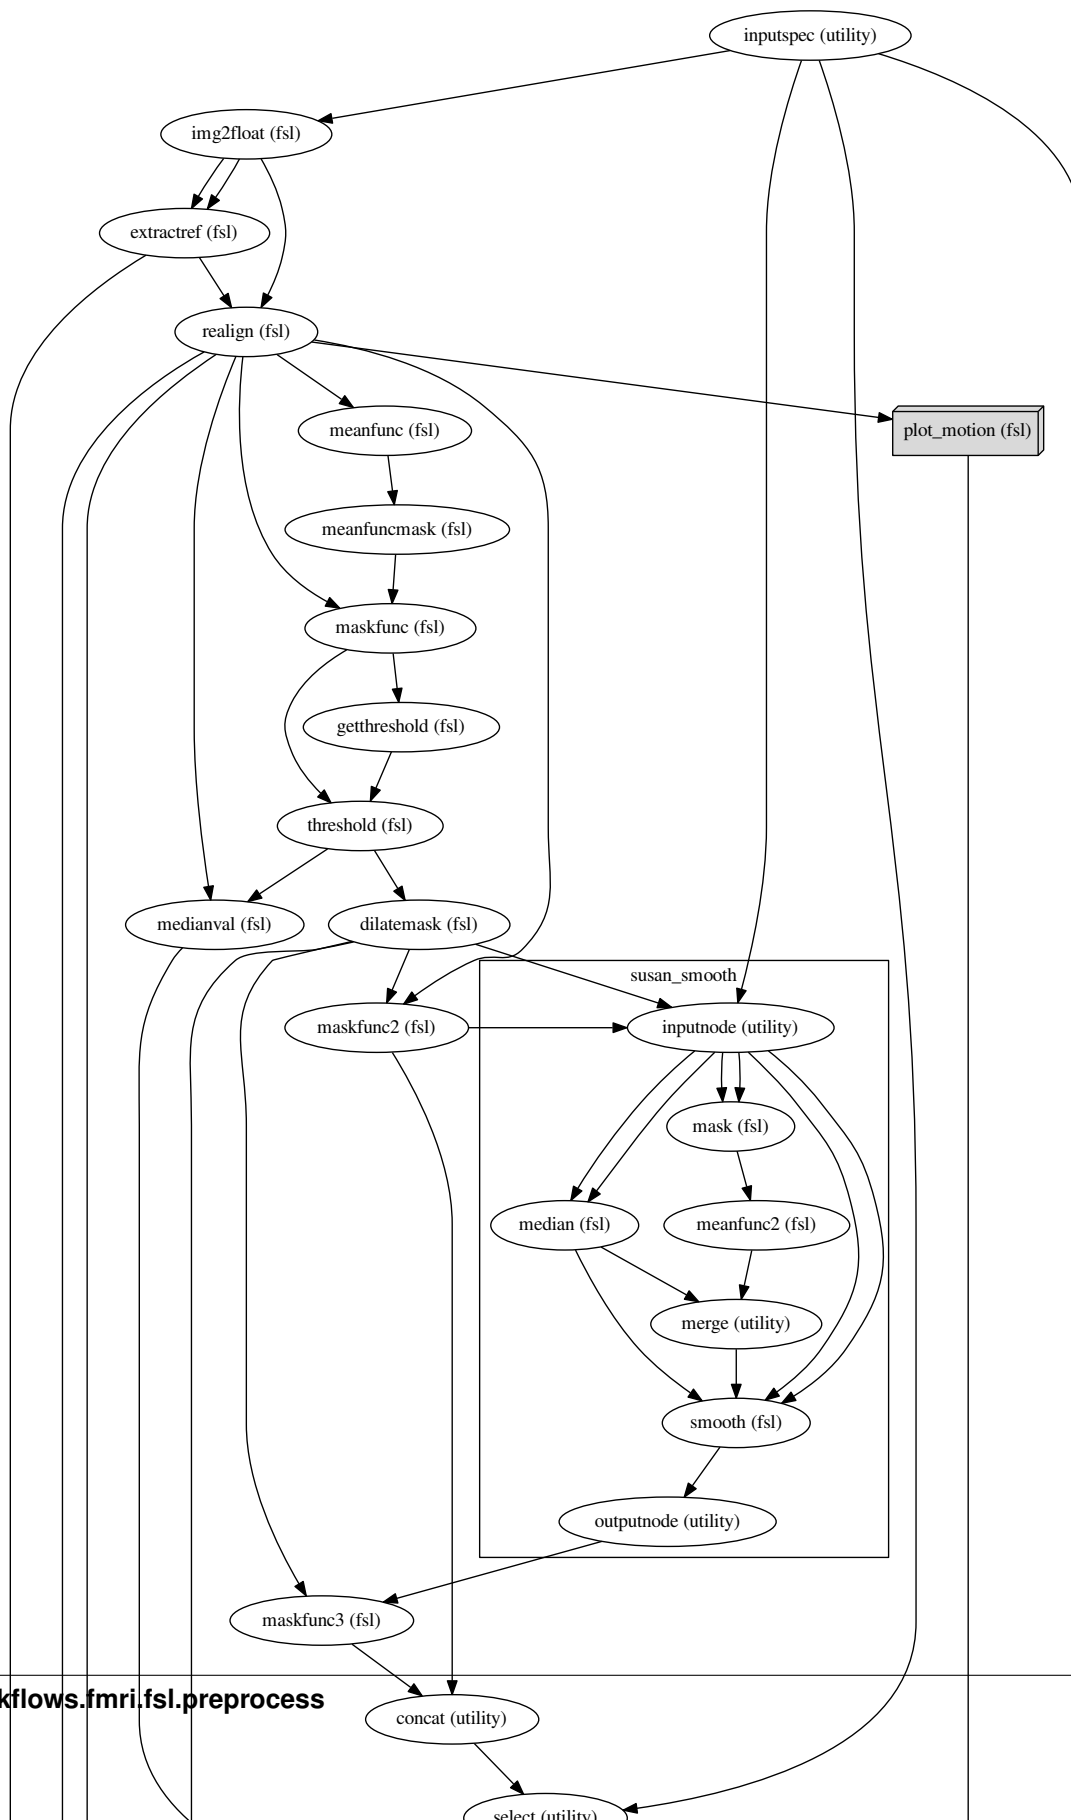 inputspec (utility)
img2float (fsl)
extractref (fsl)
realign (fsl)
meanfunc (fsl)
plot_motion (fsl)
meanfuncmask (fsl)
maskfunc (fsl)
getthreshold (fsl)
threshold (fsl)
medianval (fsl)
dilatemask (fsl)
susan_smooth
maskfunc2 (fsl)
inputnode (utility)
mask (fsl)
median (fsl)
meanfunc2 (fsl)
merge (utility)
smooth (fsl)
outputnode (utility)
maskfunc3 (fsl)
kflows.fmri.fsl.preprocess
concat (utility)
select (utility)